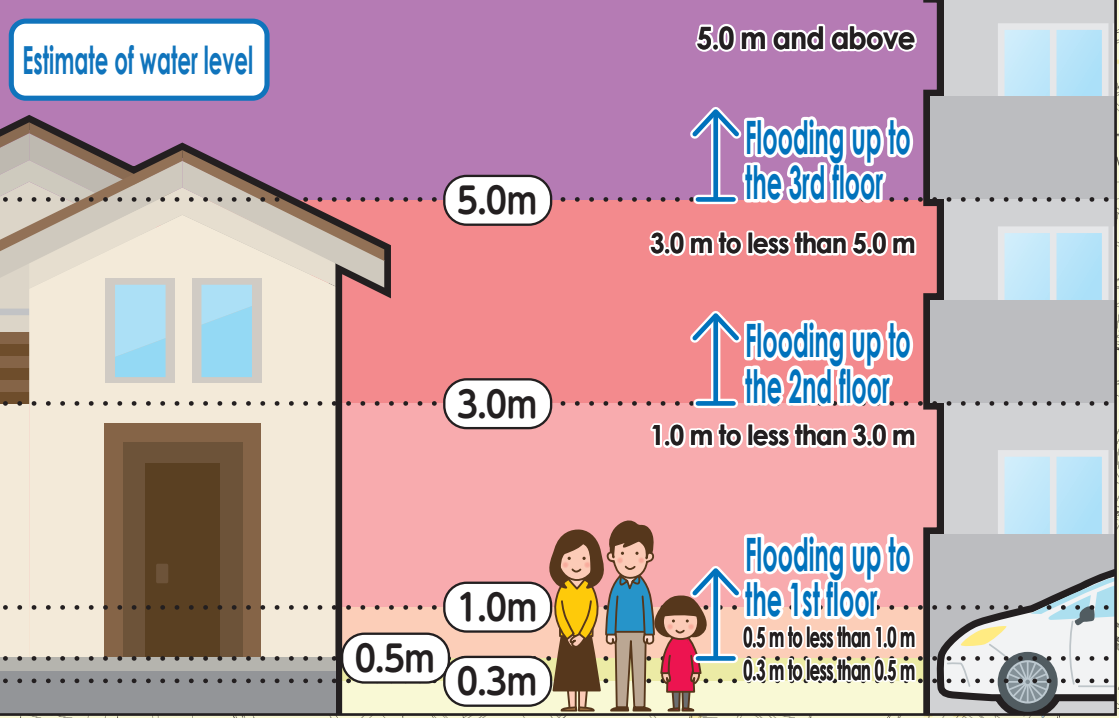 Estimate of water level
5.0 m and above
Flooding up to
the 3rd floor
5.0m
3.0 m to less than 5.0 m
Flooding up to
the 2nd floor
3.0m
1.0 m to less than 3.0 m
Flooding up to
the 1st floor
1.0m
0.5 m to less than 1.0 m
0.5m
0.3 m to less than 0.5 m
0.3m